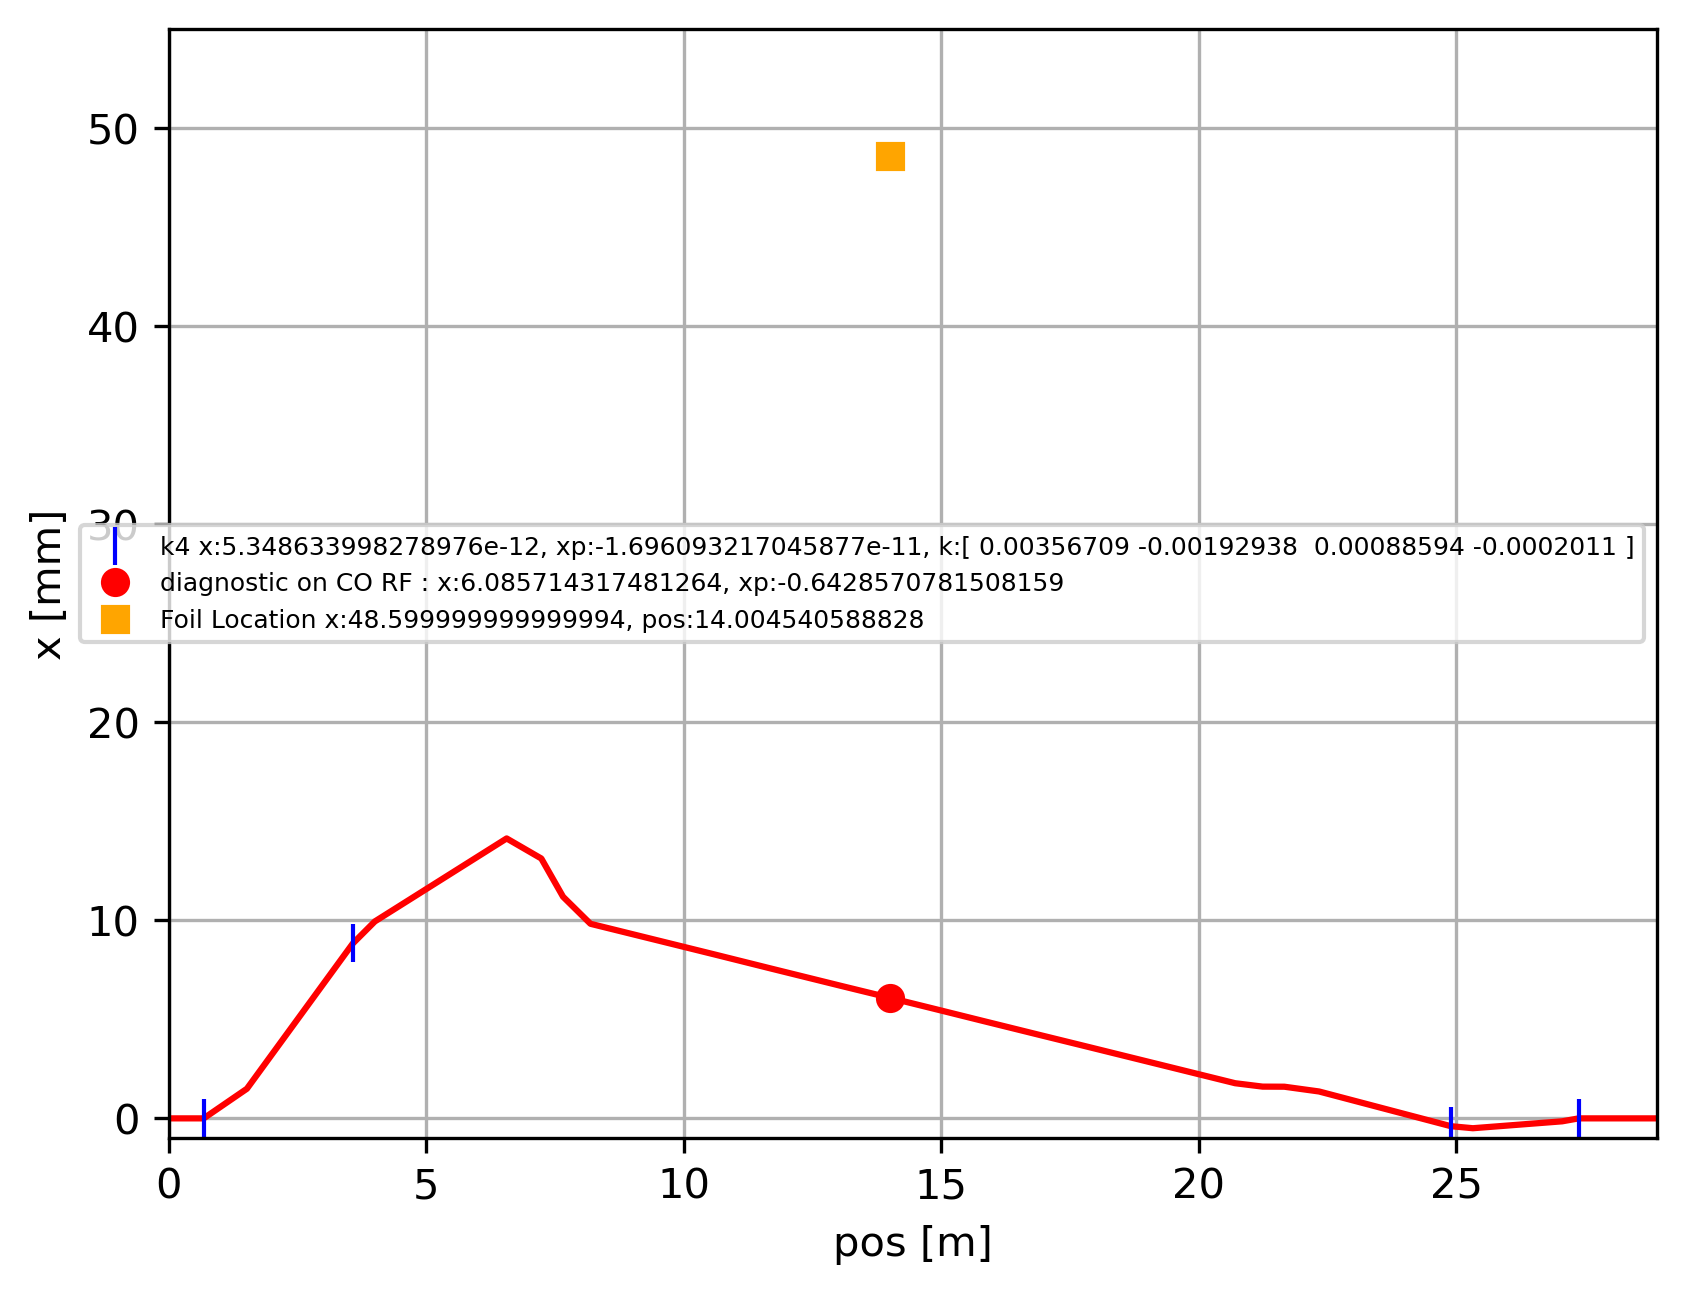 50
40
30
20
10
0
x [mm]
k4 x:5.348633998278976e-12, xp:-1.696093217045877e-11, k:[ 0.00356709 -0.00192938  0.00088594 -0.0002011 ]
diagnostic on CO RF : x:6.085714317481264, xp:-0.6428570781508159
Foil Location x:48.599999999999994, pos:14.004540588828
0 5 10 15 20 25
pos [m]